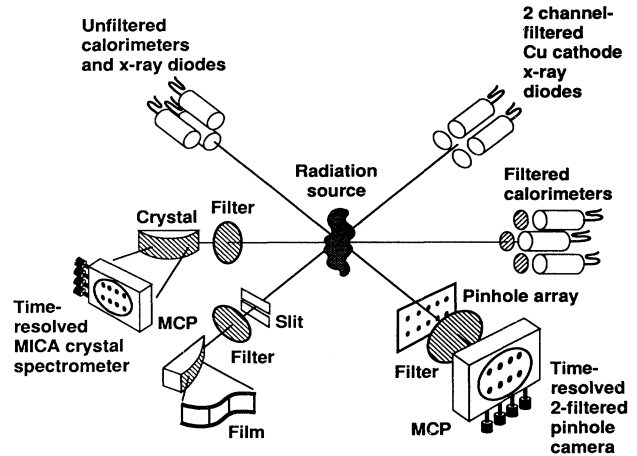 Unfiltered
calorimeters
and x-ray diodes
2 channel-
filtered
Cu cathode
x-ray
diodes
Radiation
source
Filtered
calorimeters
Crystal
Filter
Time-
resolved
MICA crystal
spectrometer
MCP
Slit
Filter
Film
Pinhole array
Filter
MCP
Time-
resolved
2-filtered
pinhole
camera